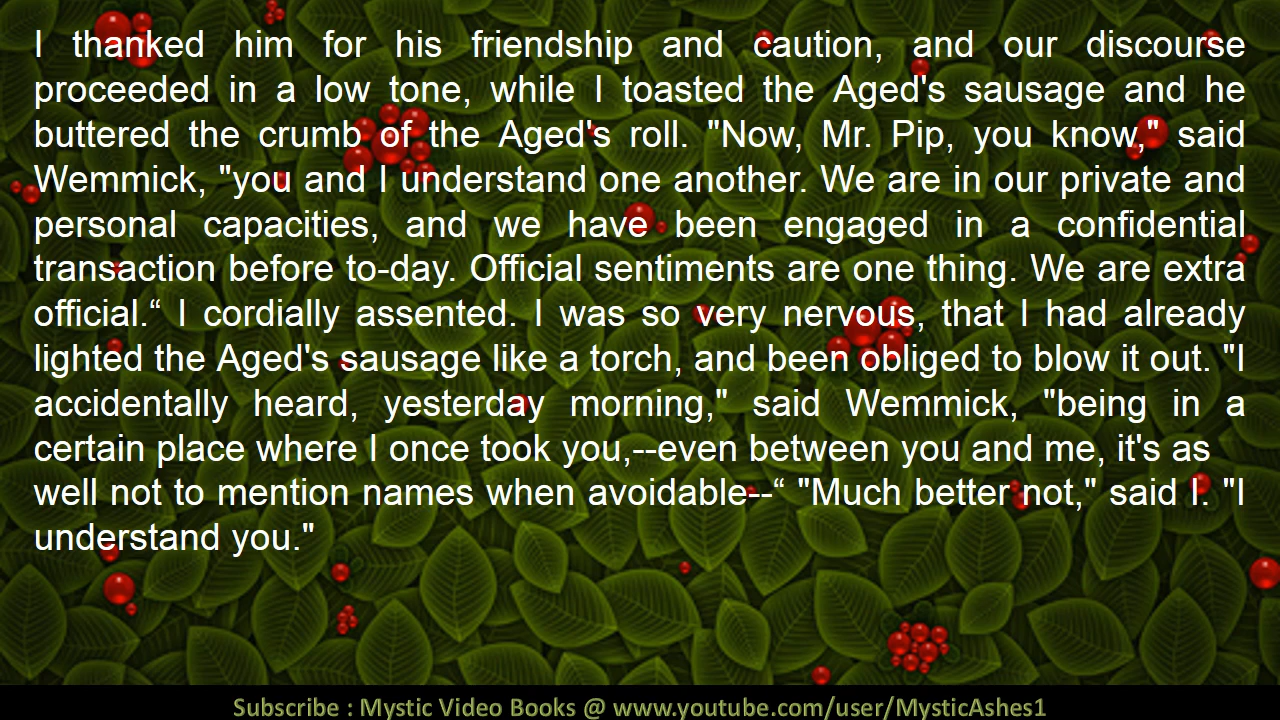 I thanked him for his friendship and caution, and our discourse
proceeded in a low tone, while I toasted the Aged's sausage and he
buttered the crumb of the Aged's roll. "Now, Mr. Pip, you know," said
Wemmick, "you and I understand one another. We are in our private and
personal capacities, and we have been engaged in a confidential
transaction before to-day. Official sentiments are one thing. We are extra
official.“ I cordially assented. I was so very nervous, that I had already
lighted the Aged's sausage like a torch, and been obliged to blow it out. "I
accidentally heard, yesterday morning," said Wemmick, "being in a
certain place where I once took you,--even between you and me, it's as
well not to mention names when avoidable--“ "Much better not," said I. "I
understand you."
Subscribe : Mystic Video Books @ www.youtube.com/user/MysticAshes1